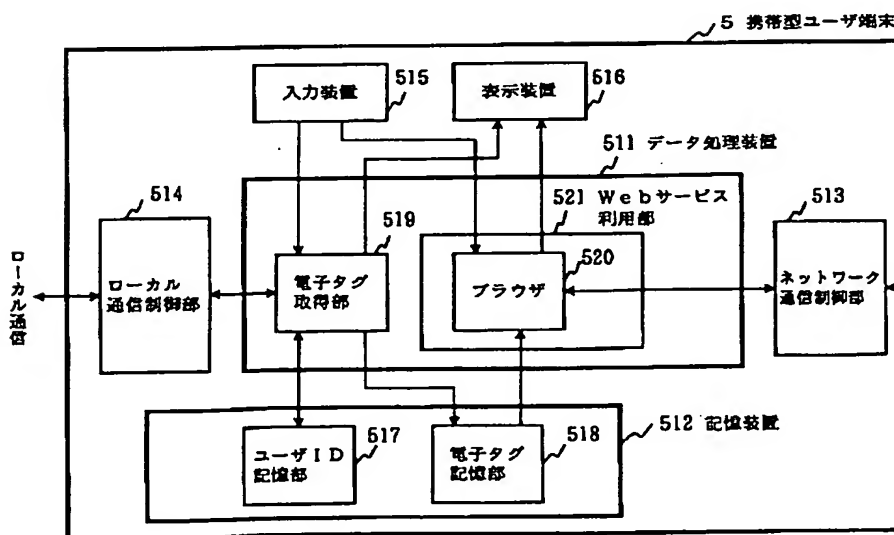 5 携帯型ユーザ端末
入力装置
515
表示装置
516
511 データ処理装置
514
ローカル
通信制御部
ローカル通信
519
電子タグ
取得部
521 Webサービス
利用部
520
ブラウザ
513
ネットワーク
通信制御部
ユーザID
記憶部
517
電子タグ
記憶部
518
512 記憶装置